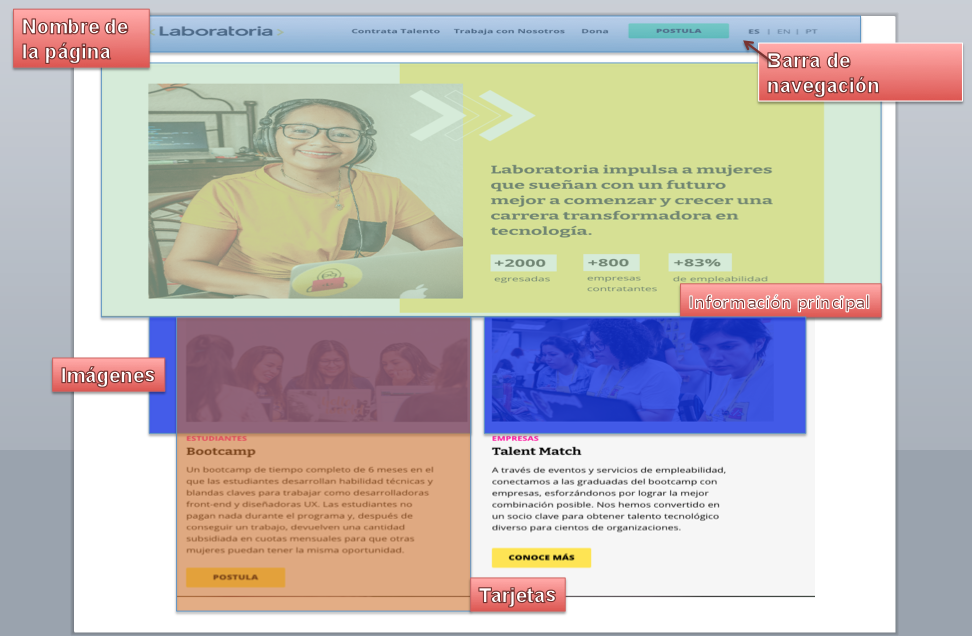 Nombre de
la página
Laboratoria
Contrata Talento Trabaja con Nosotros Dona POSTULA ES | EN | PT
Barra de
navegación
Laboratoria impulsa a mujeres
que sueñan con un futuro
mejor a comenzar y crecer una
carrera transformadora en
tecnología.
+2000 +800 +83%
egresadas empresas de empleabilidad
contratantes
Información principal
Imágenes
ESTUDIANTES
Bootcamp
Un bootcamp de tiempo completo de 6 meses en el
que las estudiantes desarrollan habilidad técnicas y
blandas claves para trabajar como desarrolladoras
front-end y diseñadoras UX. Las estudiantes no
pagan nada durante el programa y, después de
conseguir un trabajo, devuelven una cantidad
subsidiada en cuotas mensuales para que otras
mujeres puedan tener la misma oportunidad.
POSTULA
EMPRESAS
Talent Match
A través de eventos y servicios de empleabilidad,
conectamos a las graduadas del bootcamp con
empresas, esforzándonos por lograr la mejor
combinación posible. Nos hemos convertido en
un socio clave para obtener talento tecnológico
diverso para cientos de organizaciones.
CONOCE MÁS
Tarjetas